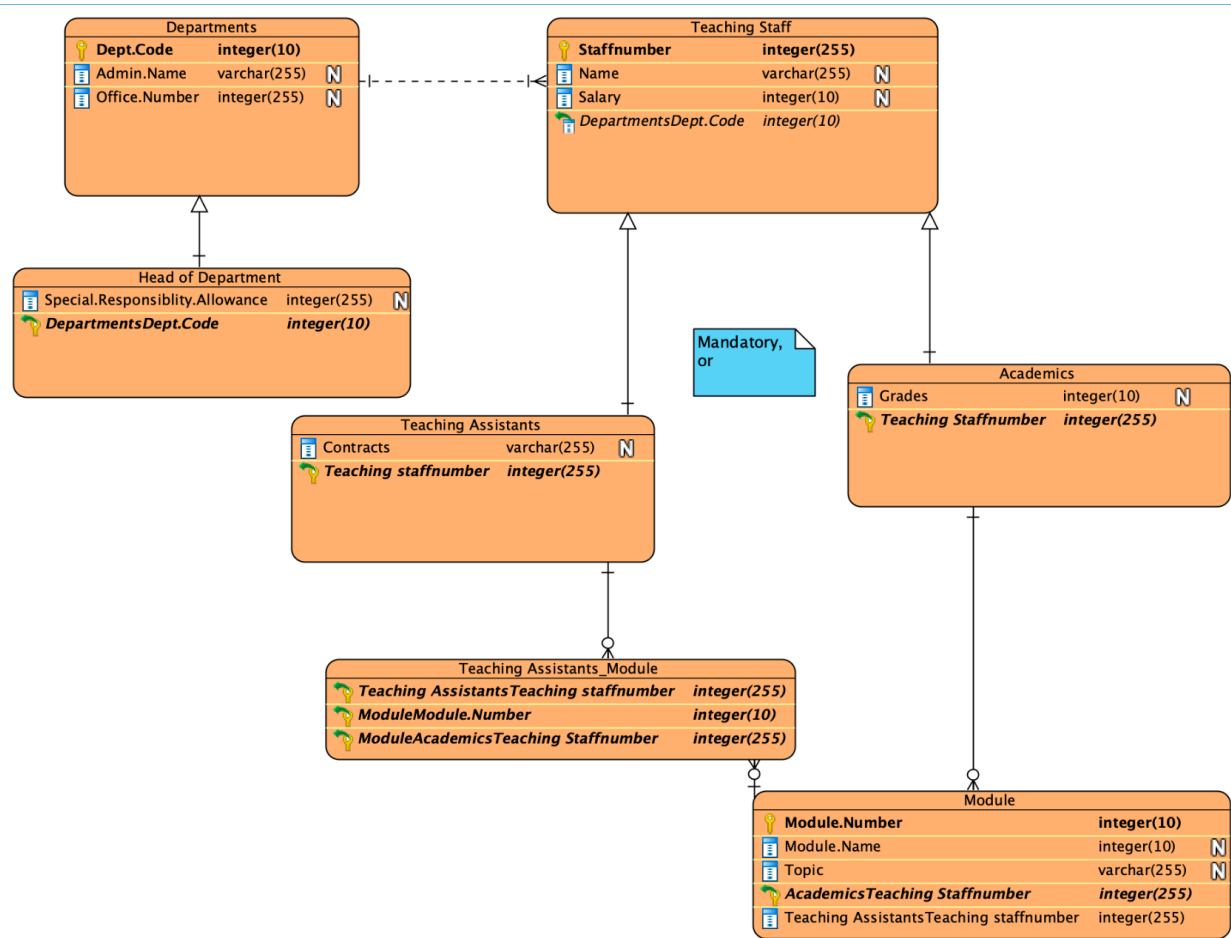 Departments
Dept.Code integer(10)
Admin.Name varchar(255) N
Office.Number integer(255) N
Teaching Staff
Staffnumber integer(255)
Name varchar(255) N
Salary integer(10) N
DepartmentsDept.Code integer(10)
Head of Department
Special.Responsiblity.Allowance integer(255) N
DepartmentsDept.Code integer(10)
Mandatory,
or
Academics
Grades integer(10) N
Teaching Staffnumber integer(255)
Teaching Assistants
Contracts varchar(255) N
Teaching staffnumber integer(255)
Teaching Assistants_Module
Teaching AssistantsTeaching staffnumber integer(255)
ModuleModule.Number integer(10)
ModuleAcademicsTeaching Staffnumber integer(255)
Module
Module.Number integer(10)
Module.Name integer(10) N
Topic varchar(255) N
AcademicsTeaching Staffnumber integer(255)
Teaching AssistantsTeaching staffnumber integer(255)